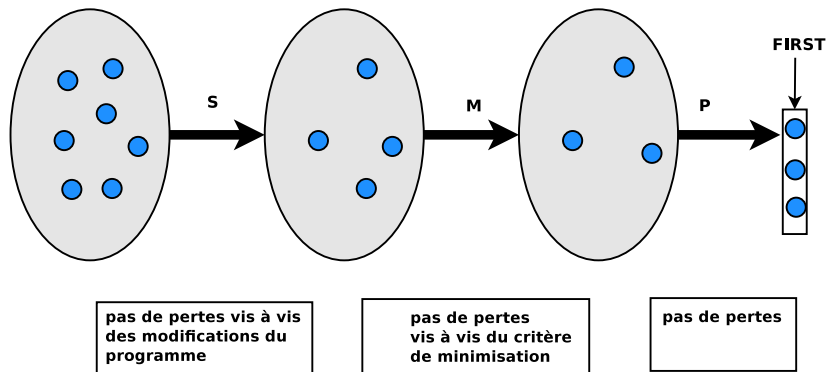 FIRST
S
M
P
pas de pertes vis à vis
des modifications du
programme
pas de pertes
vis à vis du critère
de minimisation
pas de pertes